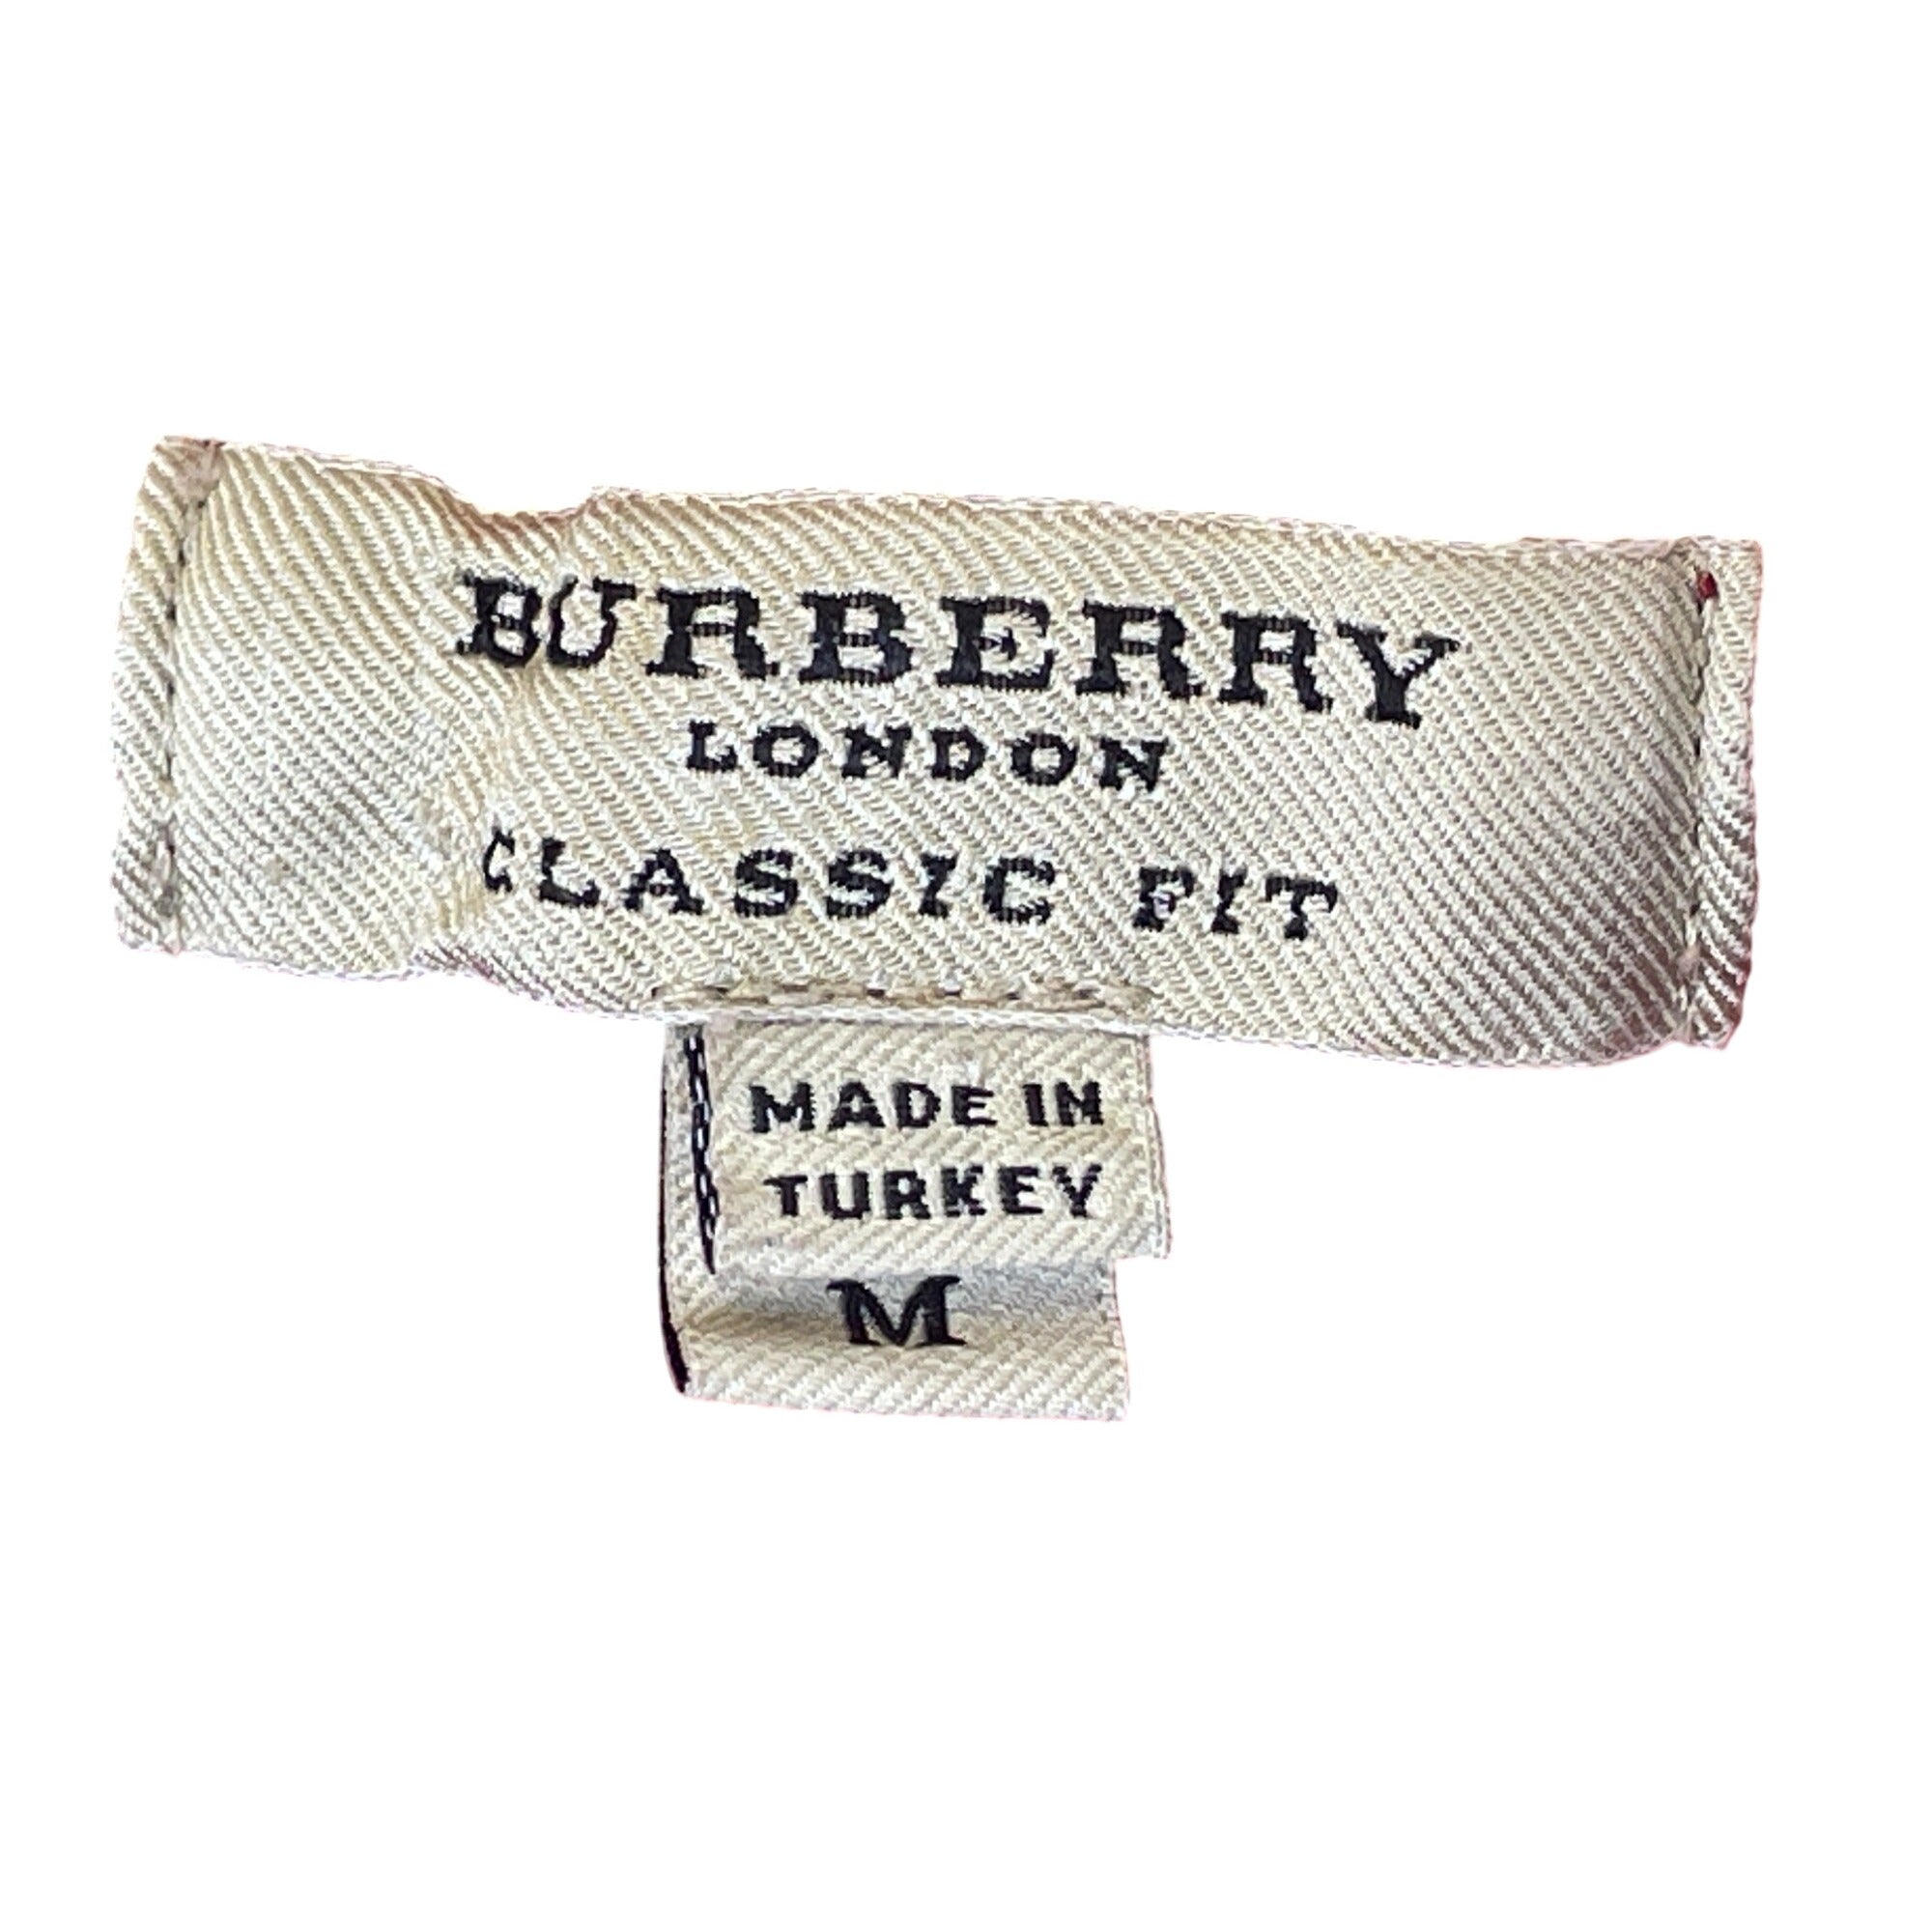 BURBERRY
LONDON
CLASSIC FIT
MADE IN
TURKEY
M